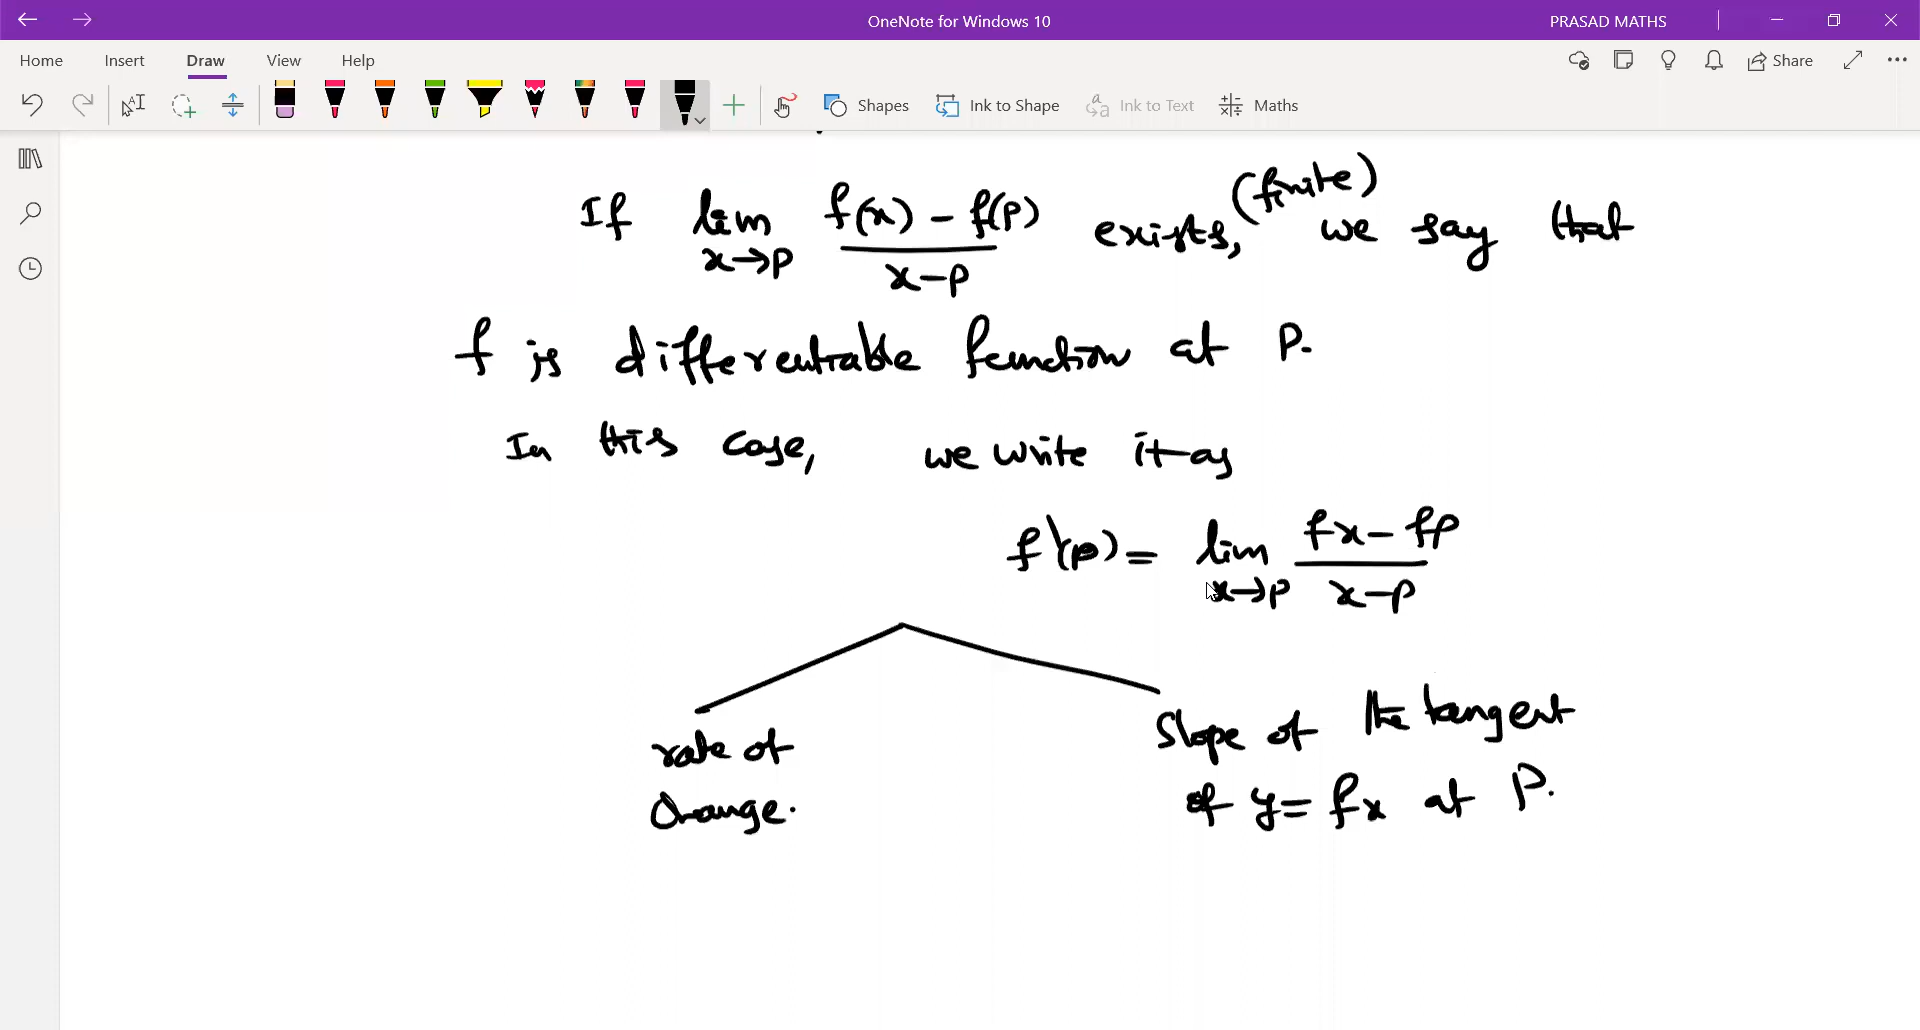 OneNote for Windows 10
PRASAD MATHS
Home Insert Draw View Help
Share
Shapes Ink to Shape Ink to Text Maths
If lim x→p f(x) - f(p) / x-p exists, (finite) we say that
f is differentiable function at P.
In this case, we write it as
f'(p) = lim x→p fx - fp / x-p
rate of
change.
Slope of the tangent
of y = fx at P.